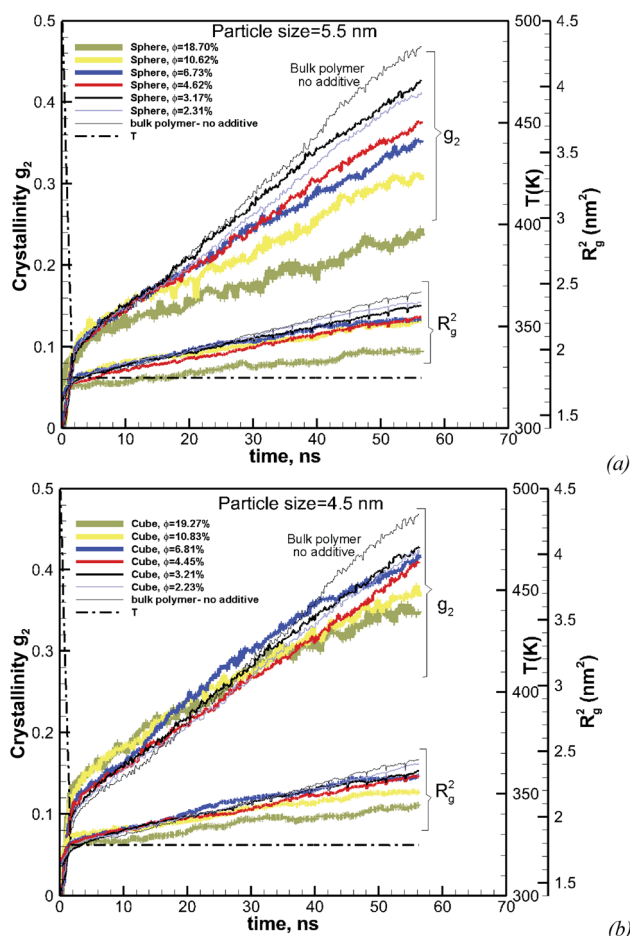 Particle size=5.5 nm
Sphere, ϕ=18.70%
Sphere, ϕ=10.62%
Sphere, ϕ=6.73%
Sphere, ϕ=4.62%
Sphere, ϕ=3.17%
Sphere, ϕ=2.31%
bulk polymer- no additive
T
Bulk polymer
no additive
g₂
R_g²
Crystallinity g₂
0.5
0.4
0.3
0.2
0.1
0
0 10 20 30 40 50 60 70
time, ns
500
450
400
350
300
T(K)
4.5
4
3.5
3
2.5
2
1.5
R_g² (nm²)
(a)
Particle size=4.5 nm
Cube, ϕ=19.27%
Cube, ϕ=10.83%
Cube, ϕ=6.81%
Cube, ϕ=4.45%
Cube, ϕ=3.21%
Cube, ϕ=2.23%
bulk polymer- no additive
T
Bulk polymer
no additive
g₂
R_g²
Crystallinity g₂
0.5
0.4
0.3
0.2
0.1
0
0 10 20 30 40 50 60 70
time, ns
500
450
400
350
300
T(K)
4.5
4
3.5
3
2.5
2
1.5
R_g² (nm²)
(b)